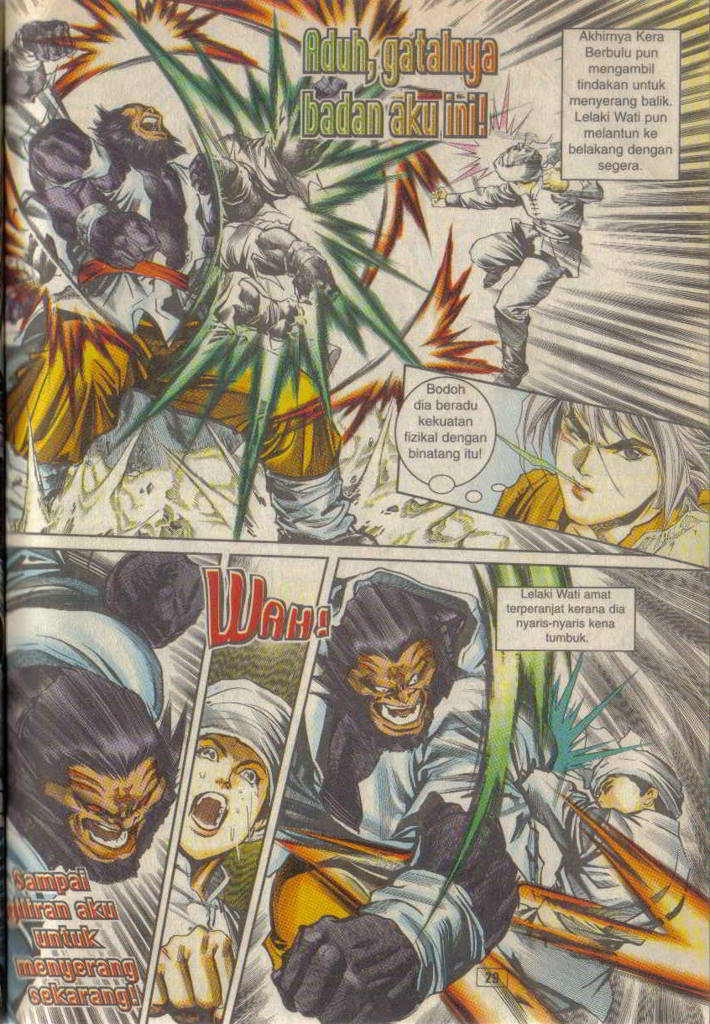 Aduh, gatalnya
badan aku ini!
Akhirnya Kera
Berbulu pun
mengambil
tindakan untuk
menyerang balik.
Lelaki Wati pun
melantun ke
belakang dengan
segera.
Bodoh
dia beradu
kekuatan
fizikal dengan
binatang itu!
WAH!
Lelaki Wati amat
terperanjat kerana dia
nyaris-nyaris kena
tumbuk.
Sampai
giliran aku
untuk
menyerang
sekarang!
29